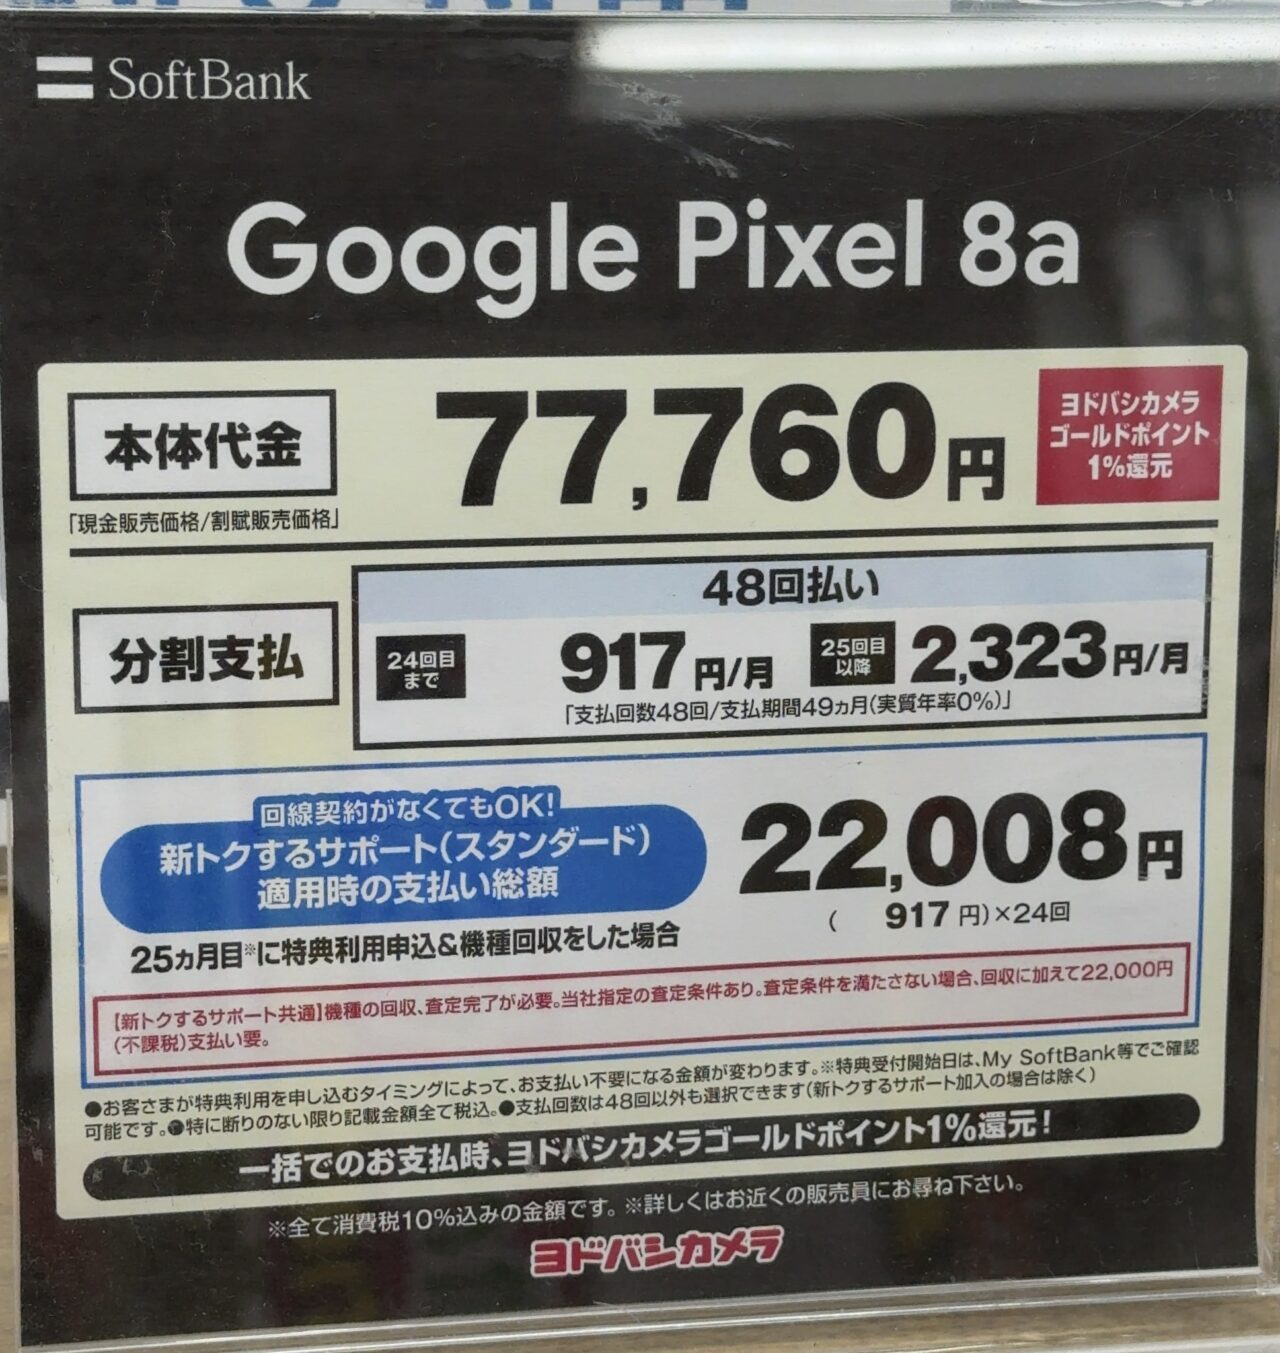 SoftBank
Google Pixel 8a
本体代金
77,760円
ヨドバシカメラ
ゴールドポイント
1%還元
「現金販売価格/割賦販売価格」
分割支払
48回払い
24回目
まで
917円/月
25回目
以降
2,323円/月
「支払回数48回/支払期間49ヵ月(実質年率0%)」
回線契約がなくてもOK!
新トクするサポート(スタンダード)
適用時の支払い総額
22,008円
( 917円)×24回
25ヵ月目※に特典利用申込&機種回収をした場合
【新トクするサポート共通】機種の回収、査定完了が必要。当社指定の査定条件あり。査定条件を満たさない場合、回収に加えて22,000円
(不課税)支払い要。
●お客さまが特典利用を申し込むタイミングによって、お支払い不要になる金額が変わります。※特典受付開始日は、My SoftBank等でご確認
可能です。●特に断りのない限り記載金額全て税込。●支払回数は48回以外も選択できます(新トクするサポート加入の場合は除く)
一括でのお支払時、ヨドバシカメラゴールドポイント1%還元!
※全て消費税10%込みの金額です。※詳しくはお近くの販売員にお尋ね下さい。
ヨドバシカメラ